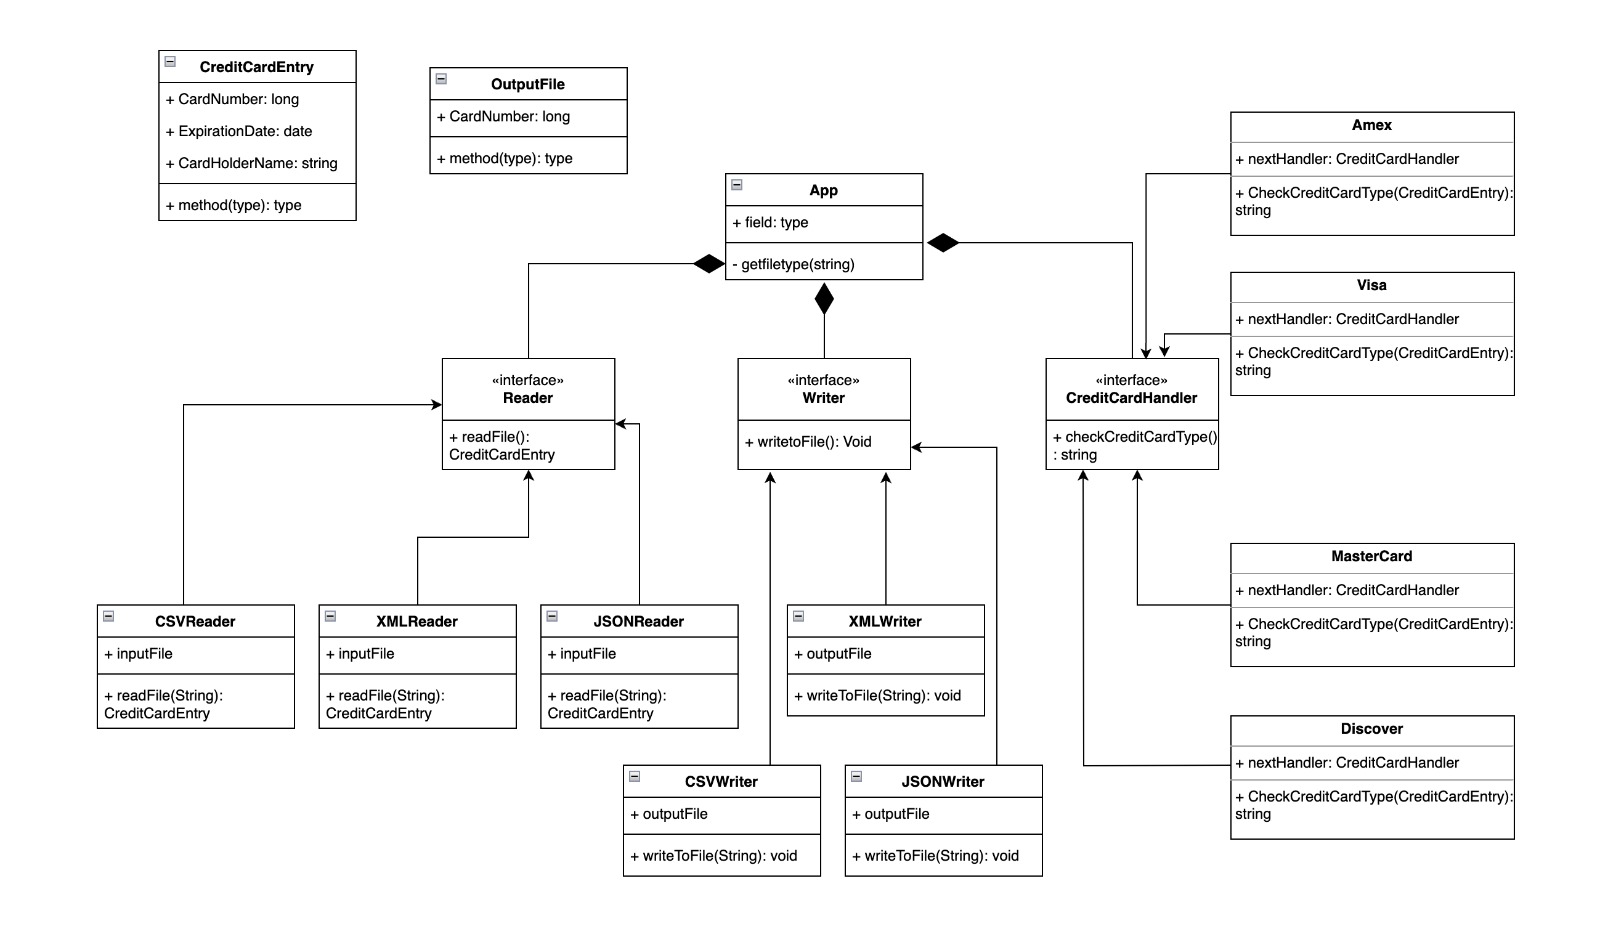 CreditCardEntry
+ CardNumber: long
+ ExpirationDate: date
+ CardHolderName: string
+ method(type): type
OutputFile
+ CardNumber: long
+ method(type): type
App
+ field: type
- getfiletype(string)
Amex
+ nextHandler: CreditCardHandler
+ CheckCreditCardType(CreditCardEntry):
string
Visa
+ nextHandler: CreditCardHandler
+ CheckCreditCardType(CreditCardEntry):
string
«interface»
Reader
+ readFile():
CreditCardEntry
«interface»
Writer
+ writetoFile(): Void
«interface»
CreditCardHandler
+ checkCreditCardType()
: string
MasterCard
+ nextHandler: CreditCardHandler
+ CheckCreditCardType(CreditCardEntry):
string
CSVReader
+ inputFile
+ readFile(String):
CreditCardEntry
XMLReader
+ inputFile
+ readFile(String):
CreditCardEntry
JSONReader
+ inputFile
+ readFile(String):
CreditCardEntry
XMLWriter
+ outputFile
+ writeToFile(String): void
Discover
+ nextHandler: CreditCardHandler
+ CheckCreditCardType(CreditCardEntry):
string
CSVWriter
+ outputFile
+ writeToFile(String): void
JSONWriter
+ outputFile
+ writeToFile(String): void